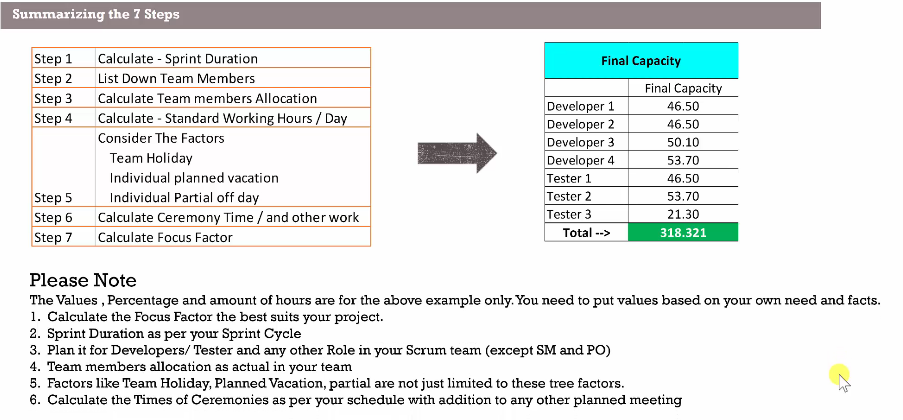 Summarizing the 7 Steps
Step 1 Calculate - Sprint Duration
Step 2 List Down Team Members
Step 3 Calculate Team members Allocation
Step 4 Calculate - Standard Working Hours / Day
Consider The Factors
Team Holiday
Individual planned vacation
Step 5 Individual Partial off day
Step 6 Calculate Ceremony Time / and other work
Step 7 Calculate Focus Factor
Final Capacity
Final Capacity
Developer 1 46.50
Developer 2 46.50
Developer 3 50.10
Developer 4 53.70
Tester 1 46.50
Tester 2 53.70
Tester 3 21.30
Total --> 318.321
Please Note
The Values , Percentage and amount of hours are for the above example only. You need to put values based on your own need and facts.
1. Calculate the Focus Factor the best suits your project.
2. Sprint Duration as per your Sprint Cycle
3. Plan it for Developers/ Tester and any other Role in your Scrum team (except SM and PO)
4. Team members allocation as actual in your team
5. Factors like Team Holiday, Planned Vacation, partial are not just limited to these tree factors.
6. Calculate the Times of Ceremonies as per your schedule with addition to any other planned meeting